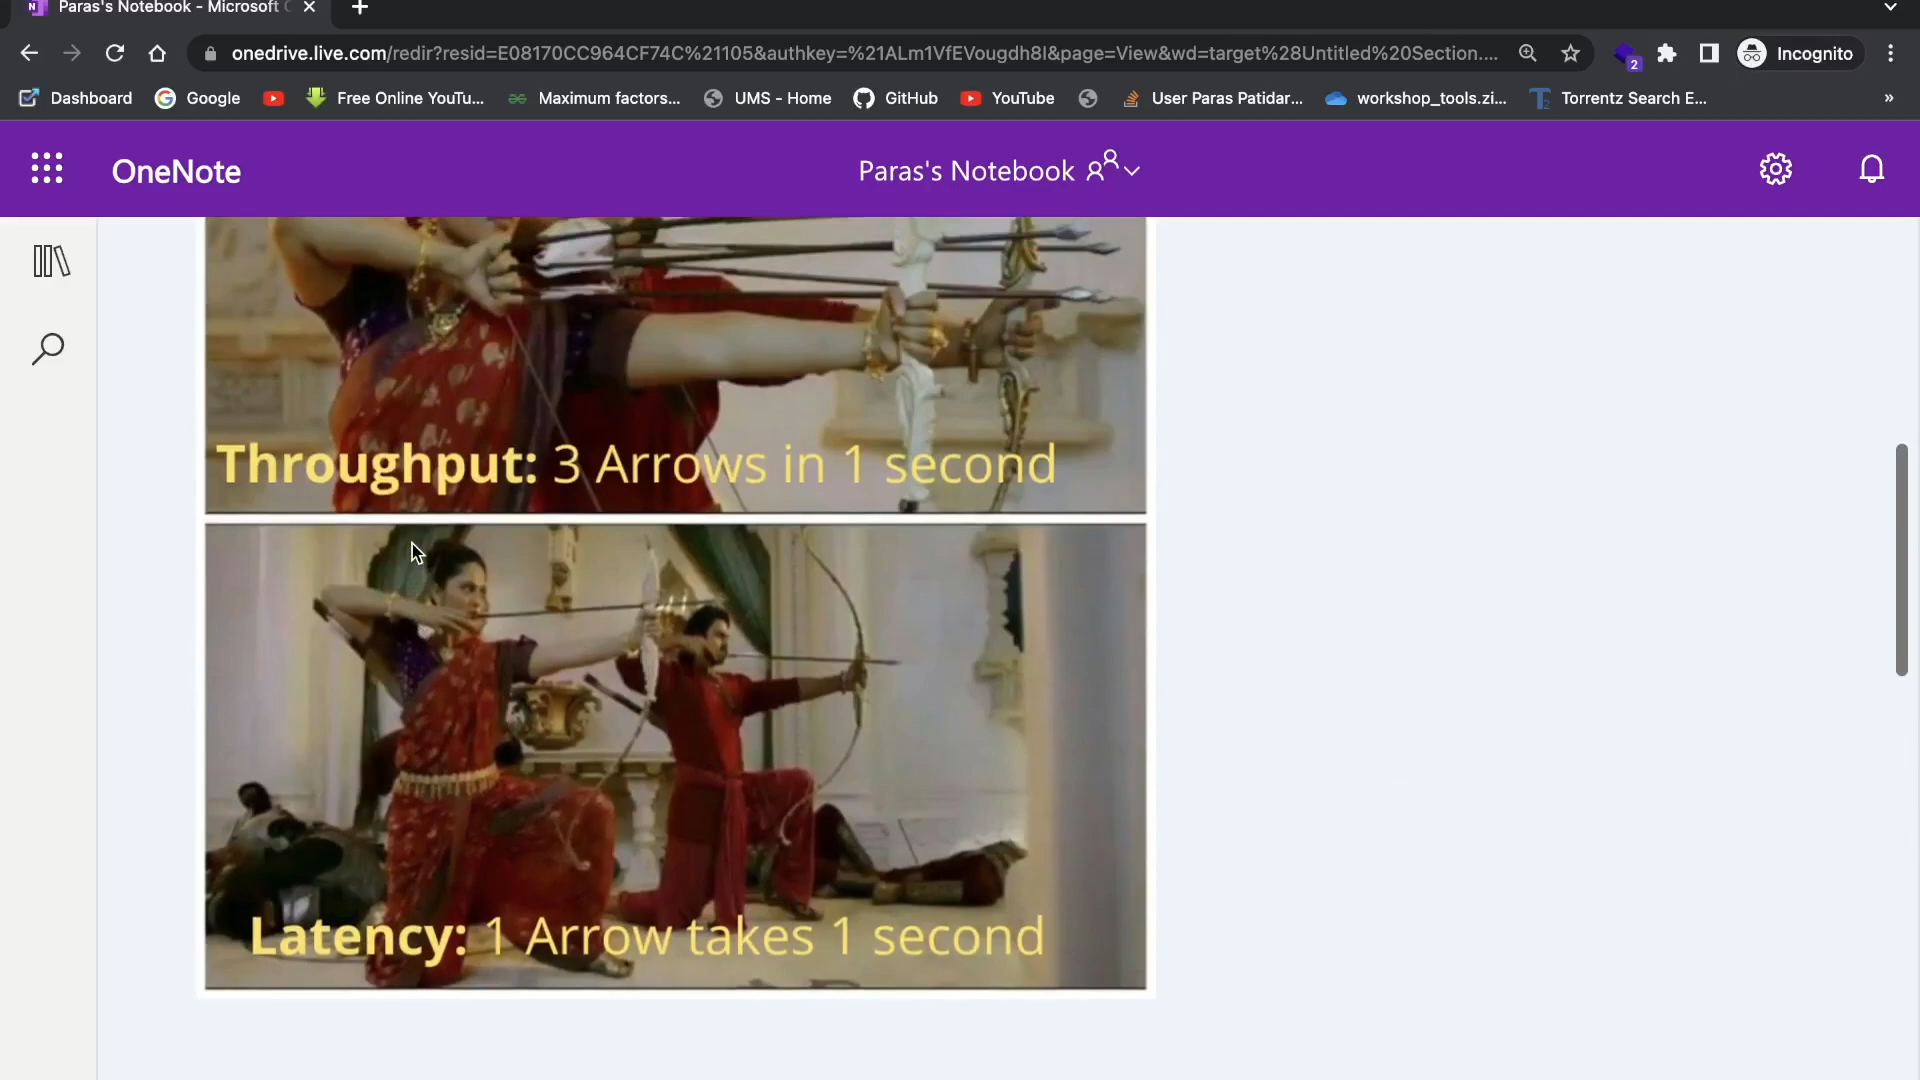 Paras's Notebook - Microsoft
onedrive.live.com/redir?resid=E08170CC964CF74C%21105&authkey=%21ALm1VfEVougdh8I&page=View&wd=target%28Untitled%20Section....
2
Incognito
Dashboard
Google
Free Online YouTu...
Maximum factors...
UMS - Home
GitHub
YouTube
User Paras Patidar...
workshop_tools.zi...
Torrentz Search E...
»
OneNote
Paras's Notebook
Throughput: 3 Arrows in 1 second
Latency: 1 Arrow takes 1 second